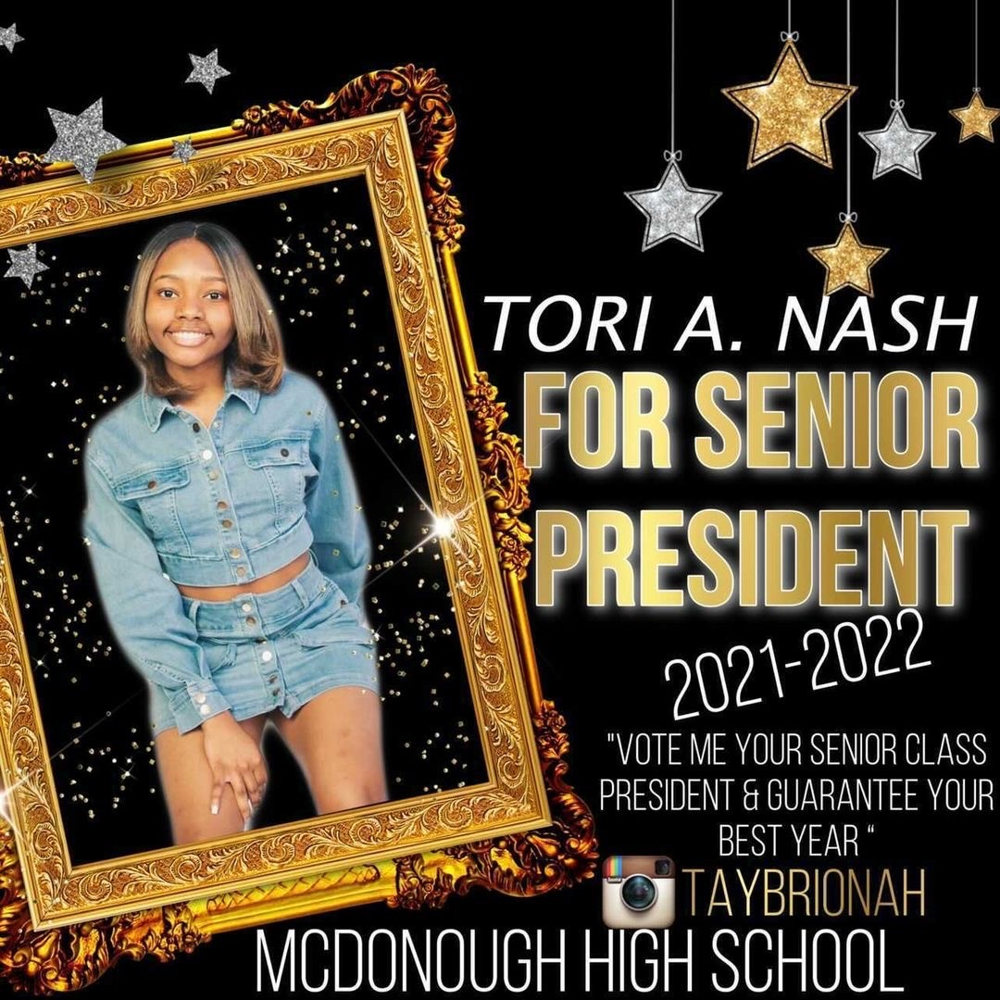 TORI A. NASH
FOR SENIOR
PRESIDENT
2021-2022
"VOTE ME YOUR SENIOR CLASS
PRESIDENT & GUARANTEE YOUR
BEST YEAR “
TAYBRIONAH
MCDONOUGH HIGH SCHOOL